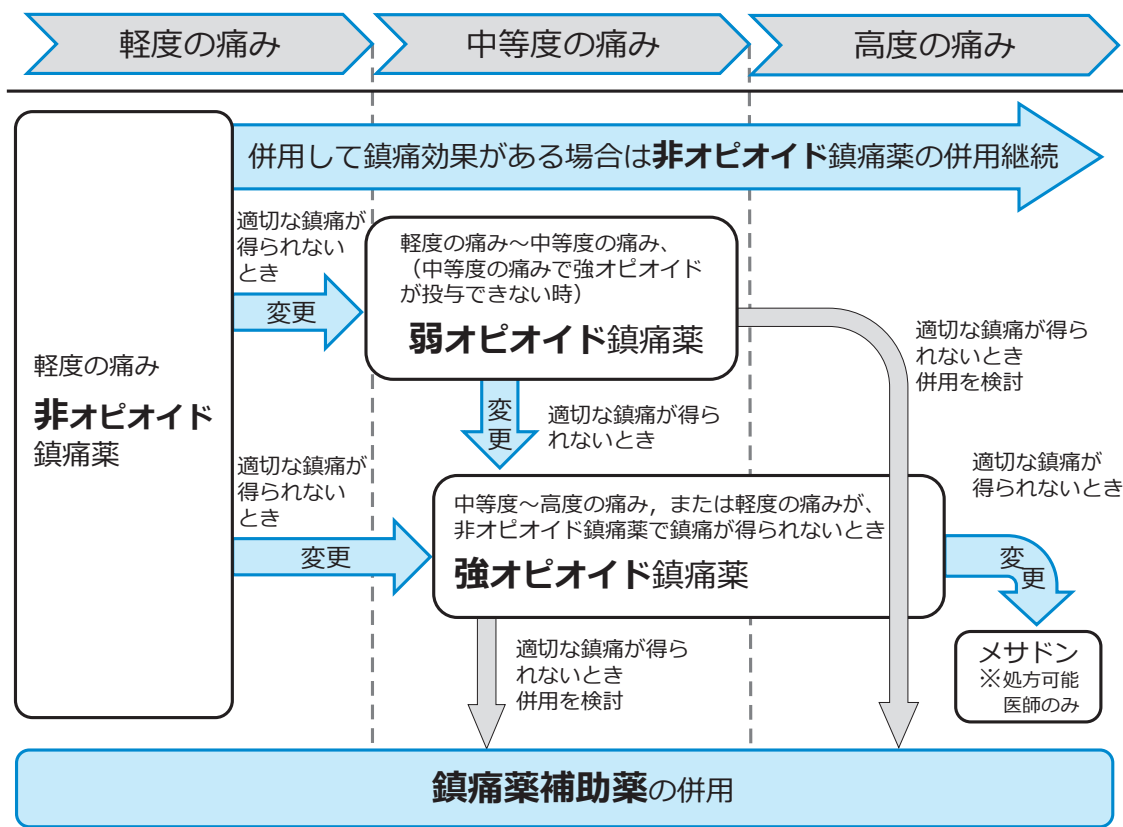 軽度の痛み
中等度の痛み
高度の痛み
併用して鎮痛効果がある場合は非オピオイド鎮痛薬の併用継続
適切な鎮痛が
得られない
とき
変更
軽度の痛み～中等度の痛み、
（中等度の痛みで強オピオイド
が投与できない時）
弱オピオイド鎮痛薬
適切な鎮痛が得ら
れないとき
併用を検討
軽度の痛み
非オピオイド
鎮痛薬
変
更
適切な鎮痛が得ら
れないとき
適切な鎮痛が
得られない
とき
変更
中等度～高度の痛み，または軽度の痛みが、
非オピオイド鎮痛薬で鎮痛が得られないとき
強オピオイド鎮痛薬
適切な鎮痛が
得られないとき
変
更
メサドン
※処方可能
医師のみ
適切な鎮痛が得ら
れないとき
併用を検討
鎮痛薬補助薬の併用